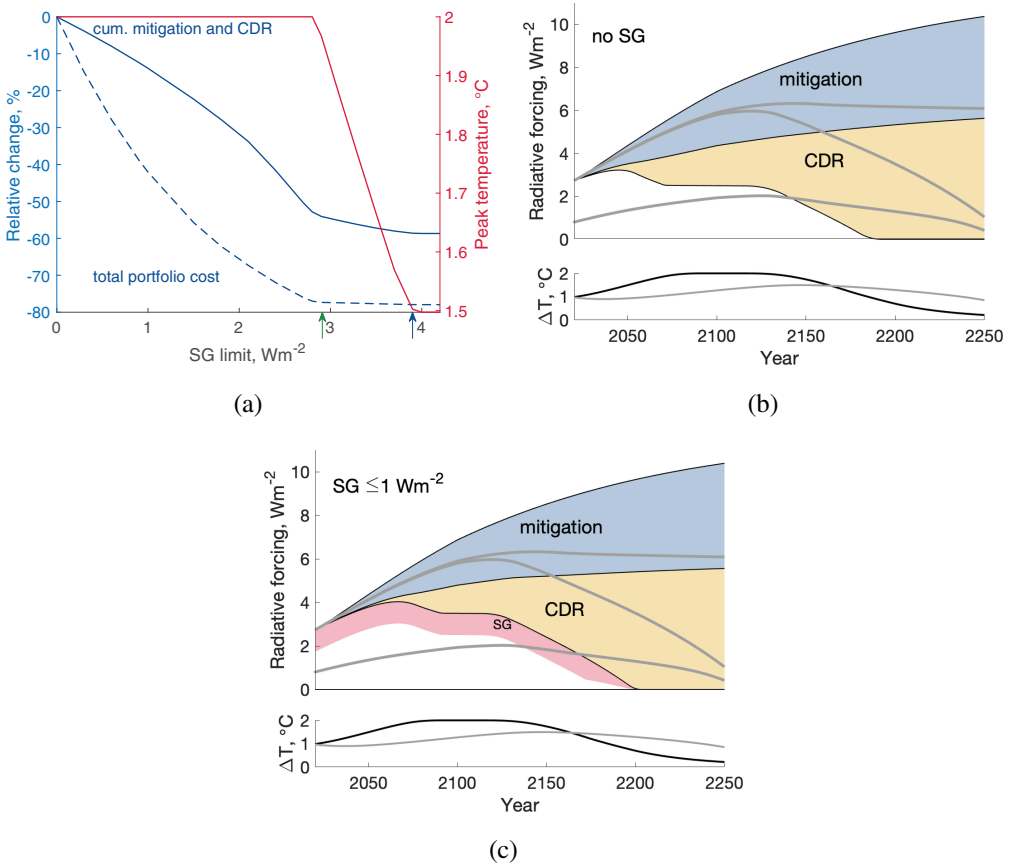 0
-10
-20
-30
-40
-50
-60
-70
-80
Relative change, %
cum. mitigation and CDR
total portfolio cost
0
1
2
3
4
SG limit, Wm-2
2
1.9
1.8
1.7
1.6
1.5
Peak temperature, °C
(a)
10
8
6
4
2
0
Radiative forcing, Wm-2
no SG
mitigation
CDR
2
1
0
ΔT, °C
2050
2100
2150
2200
2250
Year
(b)
10
8
6
4
2
0
Radiative forcing, Wm-2
SG ≦1 Wm-2
mitigation
CDR
SG
2
1
0
ΔT, °C
2050
2100
2150
2200
2250
Year
(c)